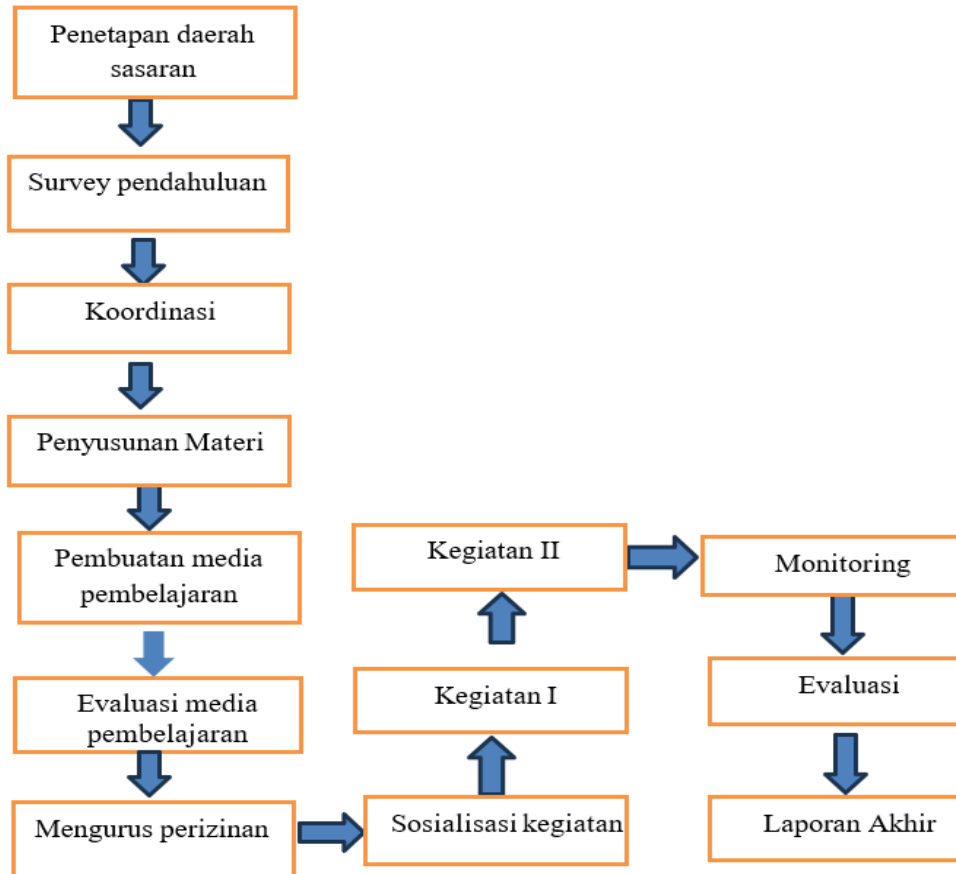 Penetapan daerah
sasaran
Survey pendahuluan
Koordinasi
Penyusunan Materi
Pembuatan media
pembelajaran
Evaluasi media
pembelajaran
Mengurus perizinan
Sosialisasi kegiatan
Kegiatan I
Kegiatan II
Monitoring
Evaluasi
Laporan Akhir